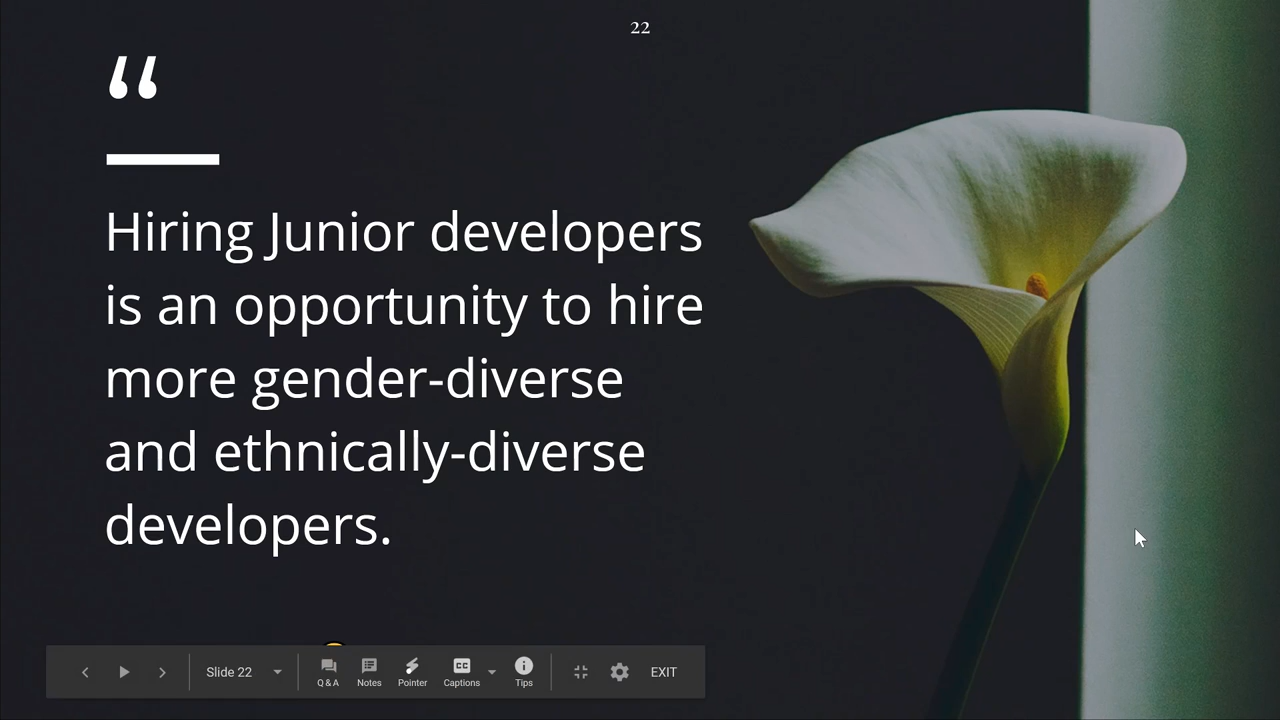 22
“
Hiring Junior developers
is an opportunity to hire
more gender-diverse
and ethnically-diverse
developers.
Slide 22
Q & A
Notes
Pointer
CC
Captions
Tips
EXIT